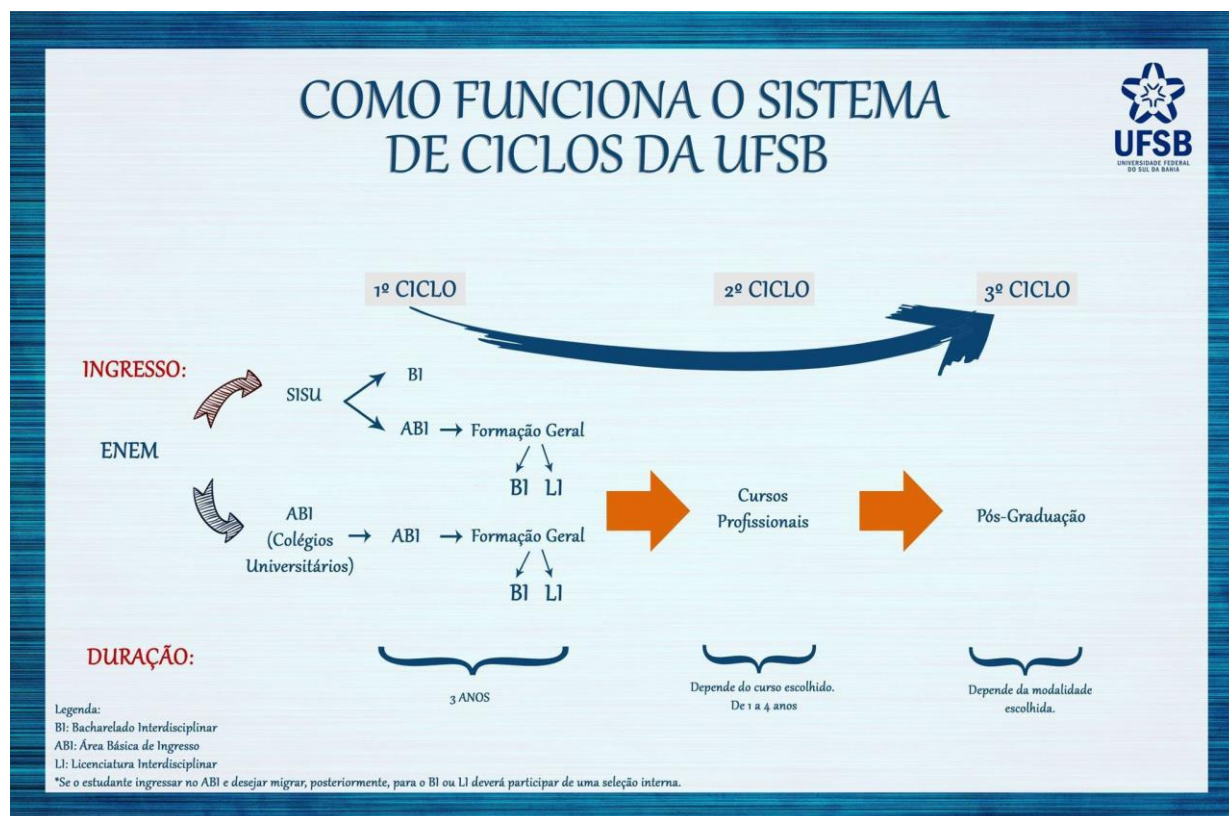 COMO FUNCIONA O SISTEMA
DE CICLOS DA UFSB
UFSB
UNIVERSIDADE FEDERAL
DO SUL DA BAHIA
1º CICLO
2º CICLO
3º CICLO
INGRESSO:
ENEM
SISU
BI
ABI
Formação Geral
BI LI
ABI
(Colégios
Universitários)
ABI
Formação Geral
BI LI
Cursos
Profissionais
Pós-Graduação
DURAÇÃO:
3 ANOS
Depende do curso escolhido.
De 1 a 4 anos
Depende da modalidade
escolhida.
Legenda:
BI: Bacharelado Interdisciplinar
ABI: Área Básica de Ingresso
LI: Licenciatura Interdisciplinar
*Se o estudante ingressar no ABI e desejar migrar, posteriormente, para o BI ou LI deverá participar de uma seleção interna.